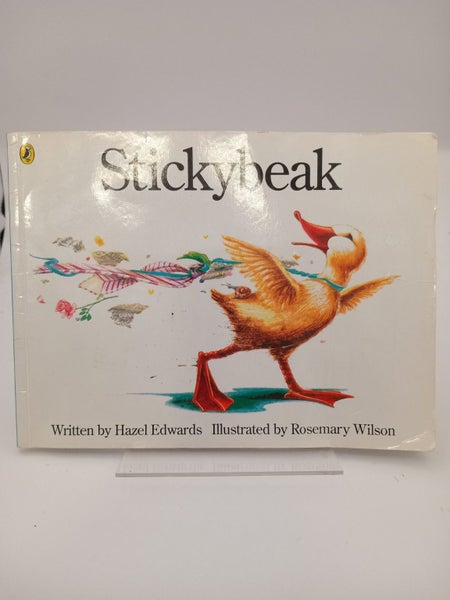 Stickybeak
Written by Hazel Edwards Illustrated by Rosemary Wilson